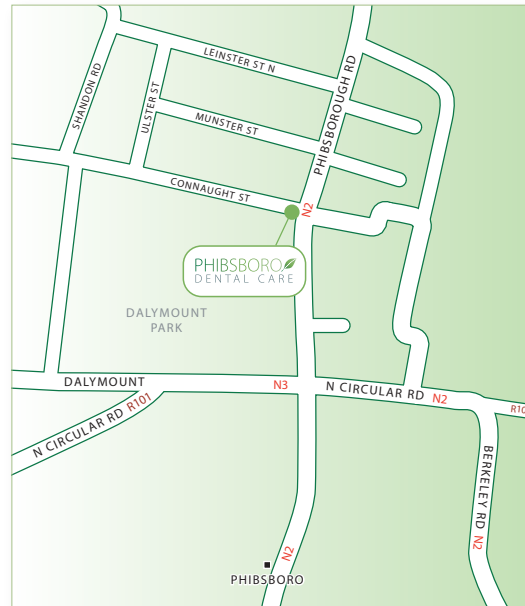 LEINSTER ST N
SHANDON RD
ULSTER ST
MUNSTER ST
PHIBSBOROUGH RD
CONNAUGHT ST
N2
PHIBSBORO
DENTAL CARE
DALYMOUNT
PARK
DALYMOUNT
N3
N CIRCULAR RD N2
N CIRCULAR RD R101
BERKELEY RD N2
N2
PHIBSBORO